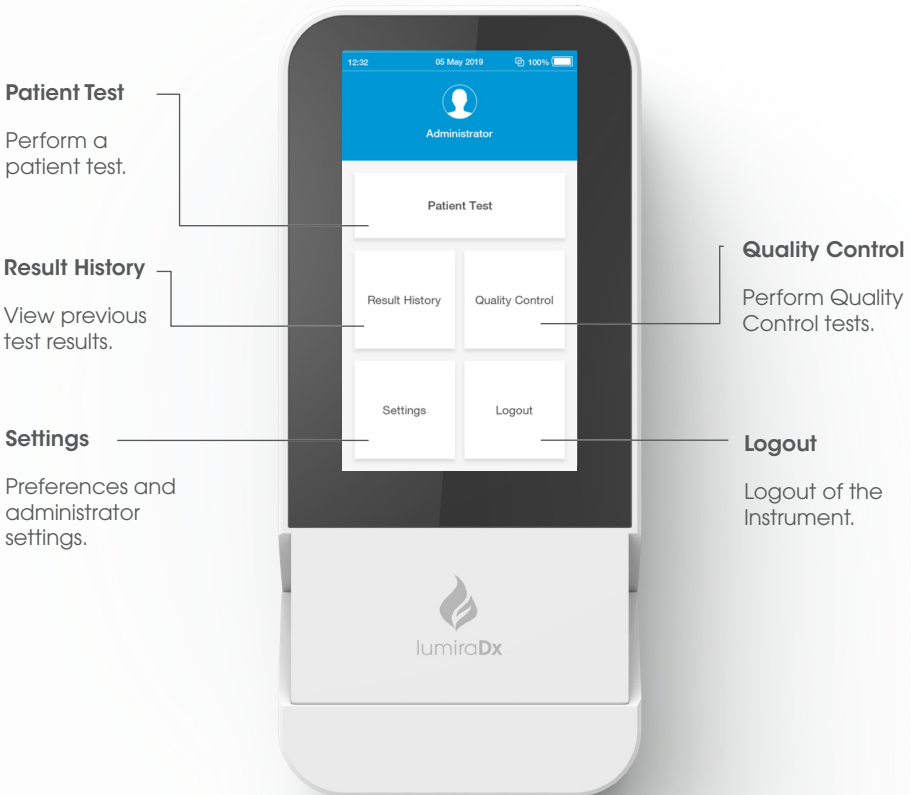 12:32 05 May 2019 100%
Administrator
Patient Test
Result History Quality Control
Settings Logout
lumiraDx
Patient Test
Perform a
patient test.
Result History
View previous
test results.
Settings
Preferences and
administrator
settings.
Quality Control
Perform Quality
Control tests.
Logout
Logout of the
Instrument.